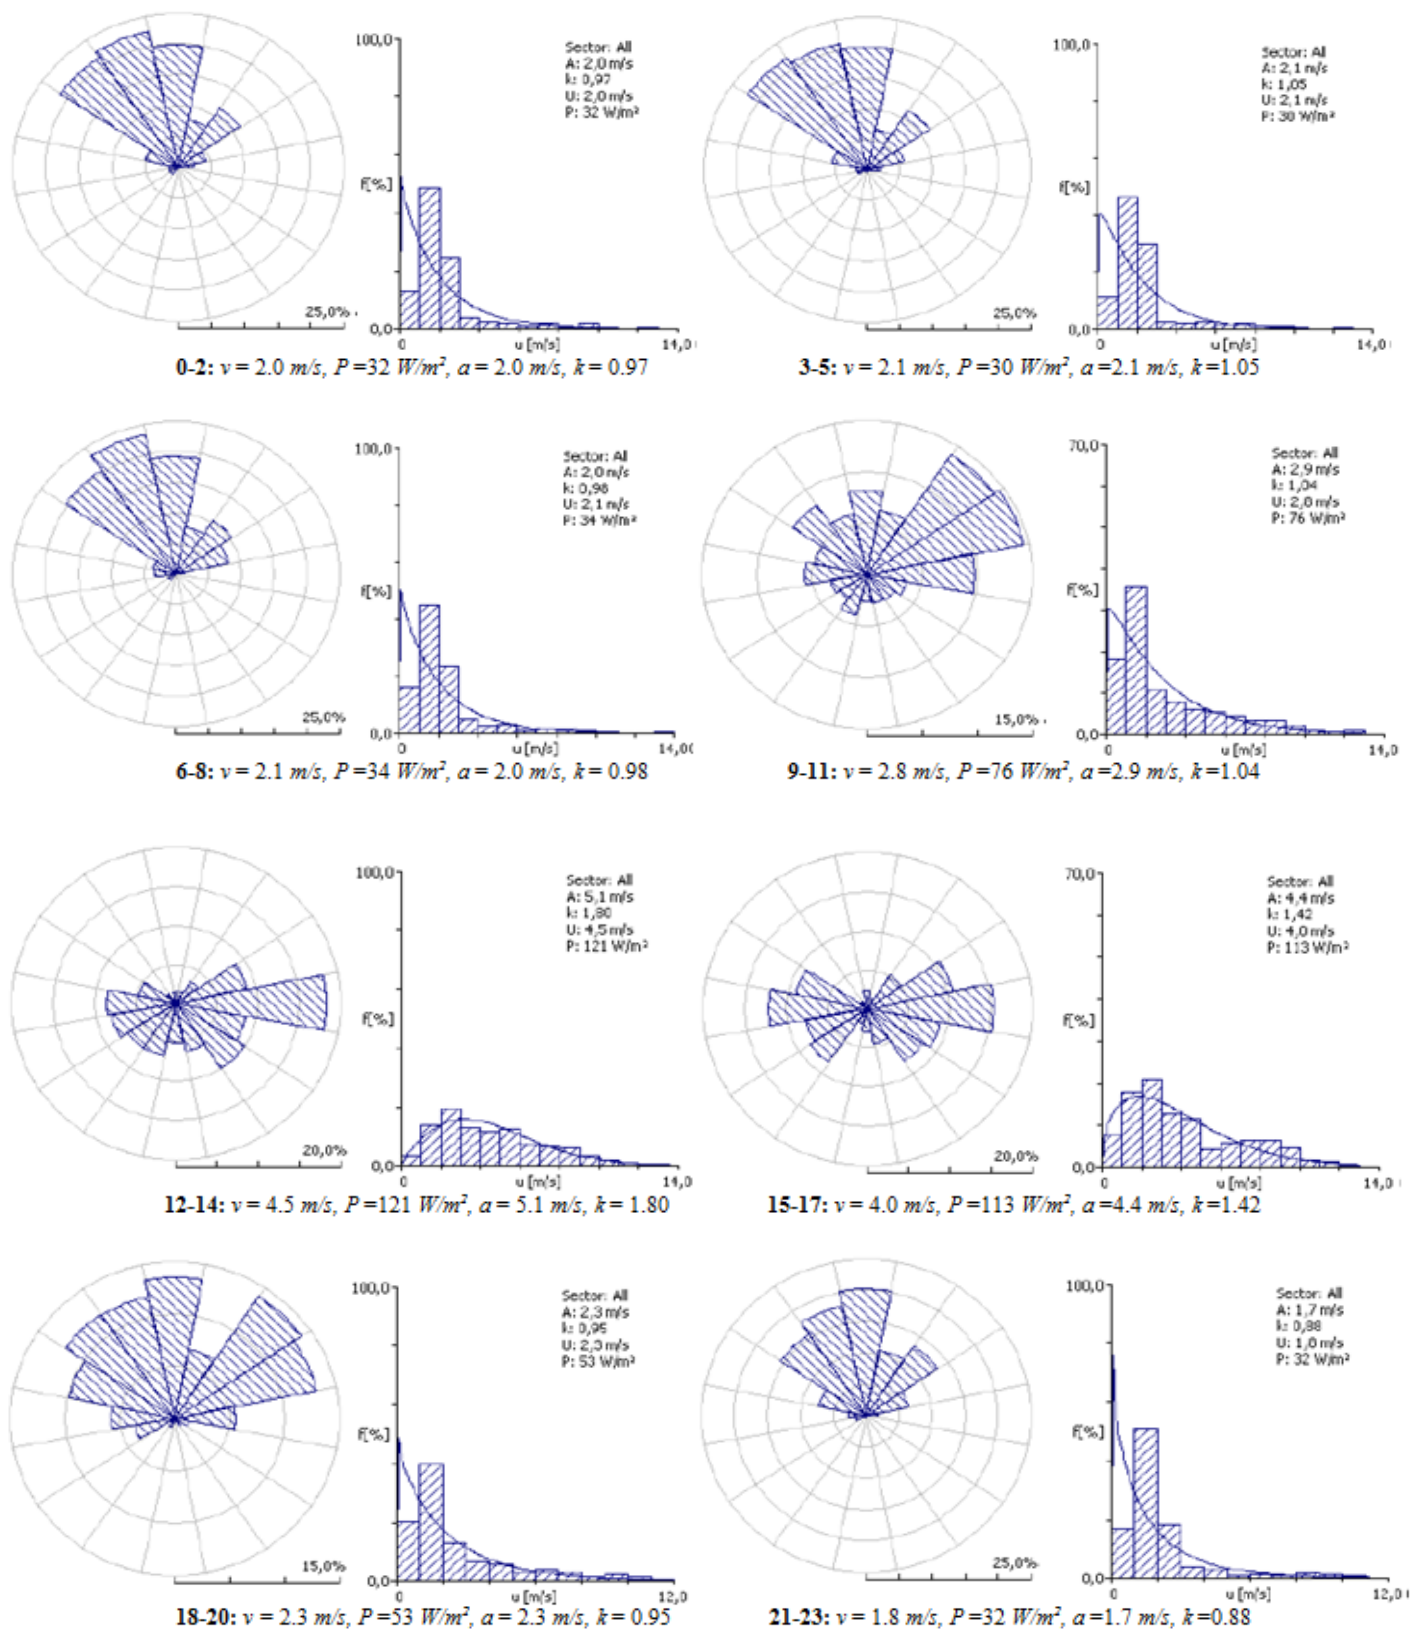 100,0
Sector: All
A: 2,0 m/s
k: 0,97
U: 2,0 m/s
P: 32 W/m²
f[%]
25,0%
0,0
0
u [m/s]
14,0
0-2: v = 2.0 m/s, P =32 W/m², a = 2.0 m/s, k = 0.97
100,0
Sector: All
A: 2,1 m/s
k: 1,05
U: 2,1 m/s
P: 30 W/m²
f[%]
25,0%
0,0
0
u [m/s]
14,0
3-5: v = 2.1 m/s, P =30 W/m², a =2.1 m/s, k =1.05
100,0
Sector: All
A: 2,0 m/s
k: 0,98
U: 2,1 m/s
P: 34 W/m²
f[%]
25,0%
0,0
0
u [m/s]
14,0
6-8: v = 2.1 m/s, P =34 W/m², a = 2.0 m/s, k = 0.98
70,0
Sector: All
A: 2,9 m/s
k: 1,04
U: 2,8 m/s
P: 76 W/m²
f[%]
15,0%
0,0
0
u [m/s]
14,0
9-11: v = 2.8 m/s, P =76 W/m², a =2.9 m/s, k =1.04
100,0
Sector: All
A: 5,1 m/s
k: 1,80
U: 4,5 m/s
P: 121 W/m²
f[%]
20,0%
0,0
0
u [m/s]
14,0
12-14: v = 4.5 m/s, P =121 W/m², a = 5.1 m/s, k = 1.80
70,0
Sector: All
A: 4,4 m/s
k: 1,42
U: 4,0 m/s
P: 113 W/m²
f[%]
20,0%
0,0
0
u [m/s]
14,0
15-17: v = 4.0 m/s, P =113 W/m², a =4.4 m/s, k =1.42
100,0
Sector: All
A: 2,3 m/s
k: 0,95
U: 2,3 m/s
P: 53 W/m²
f[%]
15,0%
0,0
0
u [m/s]
12,0
18-20: v = 2.3 m/s, P=53 W/m², a = 2.3 m/s, k = 0.95
100,0
Sector: All
A: 1,7 m/s
k: 0,88
U: 1,8 m/s
P: 32 W/m²
f[%]
25,0%
0,0
0
u [m/s]
12,0
21-23: v = 1.8 m/s, P =32 W/m², a =1.7 m/s, k =0.88